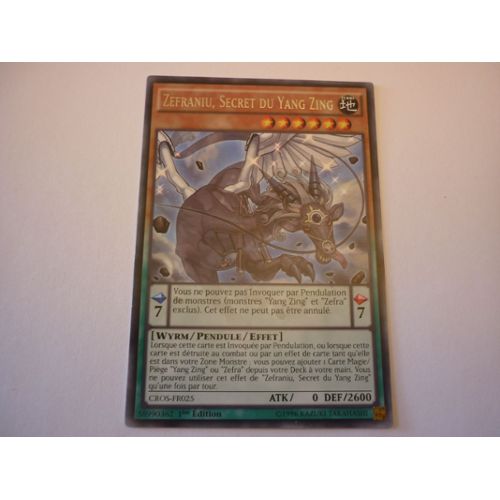 Zefraniu, Secret du Yang Zing
地
Vous ne pouvez pas Invoquer par Pendulation
de monstres (monstres "Yang Zing" et "Zefra"
exclus). Cet effet ne peut pas être annulé.
7
7
[Wyrm/Pendule/Effet]
Lorsque cette carte est Invoquée par Pendulation, ou lorsque cette
carte est détruite au combat ou par un effet de carte tant qu'elle
est dans votre Zone Monstre : vous pouvez ajouter 1 Carte Magie/
Piège "Yang Zing" ou "Zefra" depuis votre Deck à votre main. Vous
ne pouvez utiliser cet effet de "Zefraniu, Secret du Yang Zing"
qu'une fois par tour.
CROS-FR025
ATK/ 0 DEF/2600
1re Edition
©1996 KAZUKI TAKAHASHI